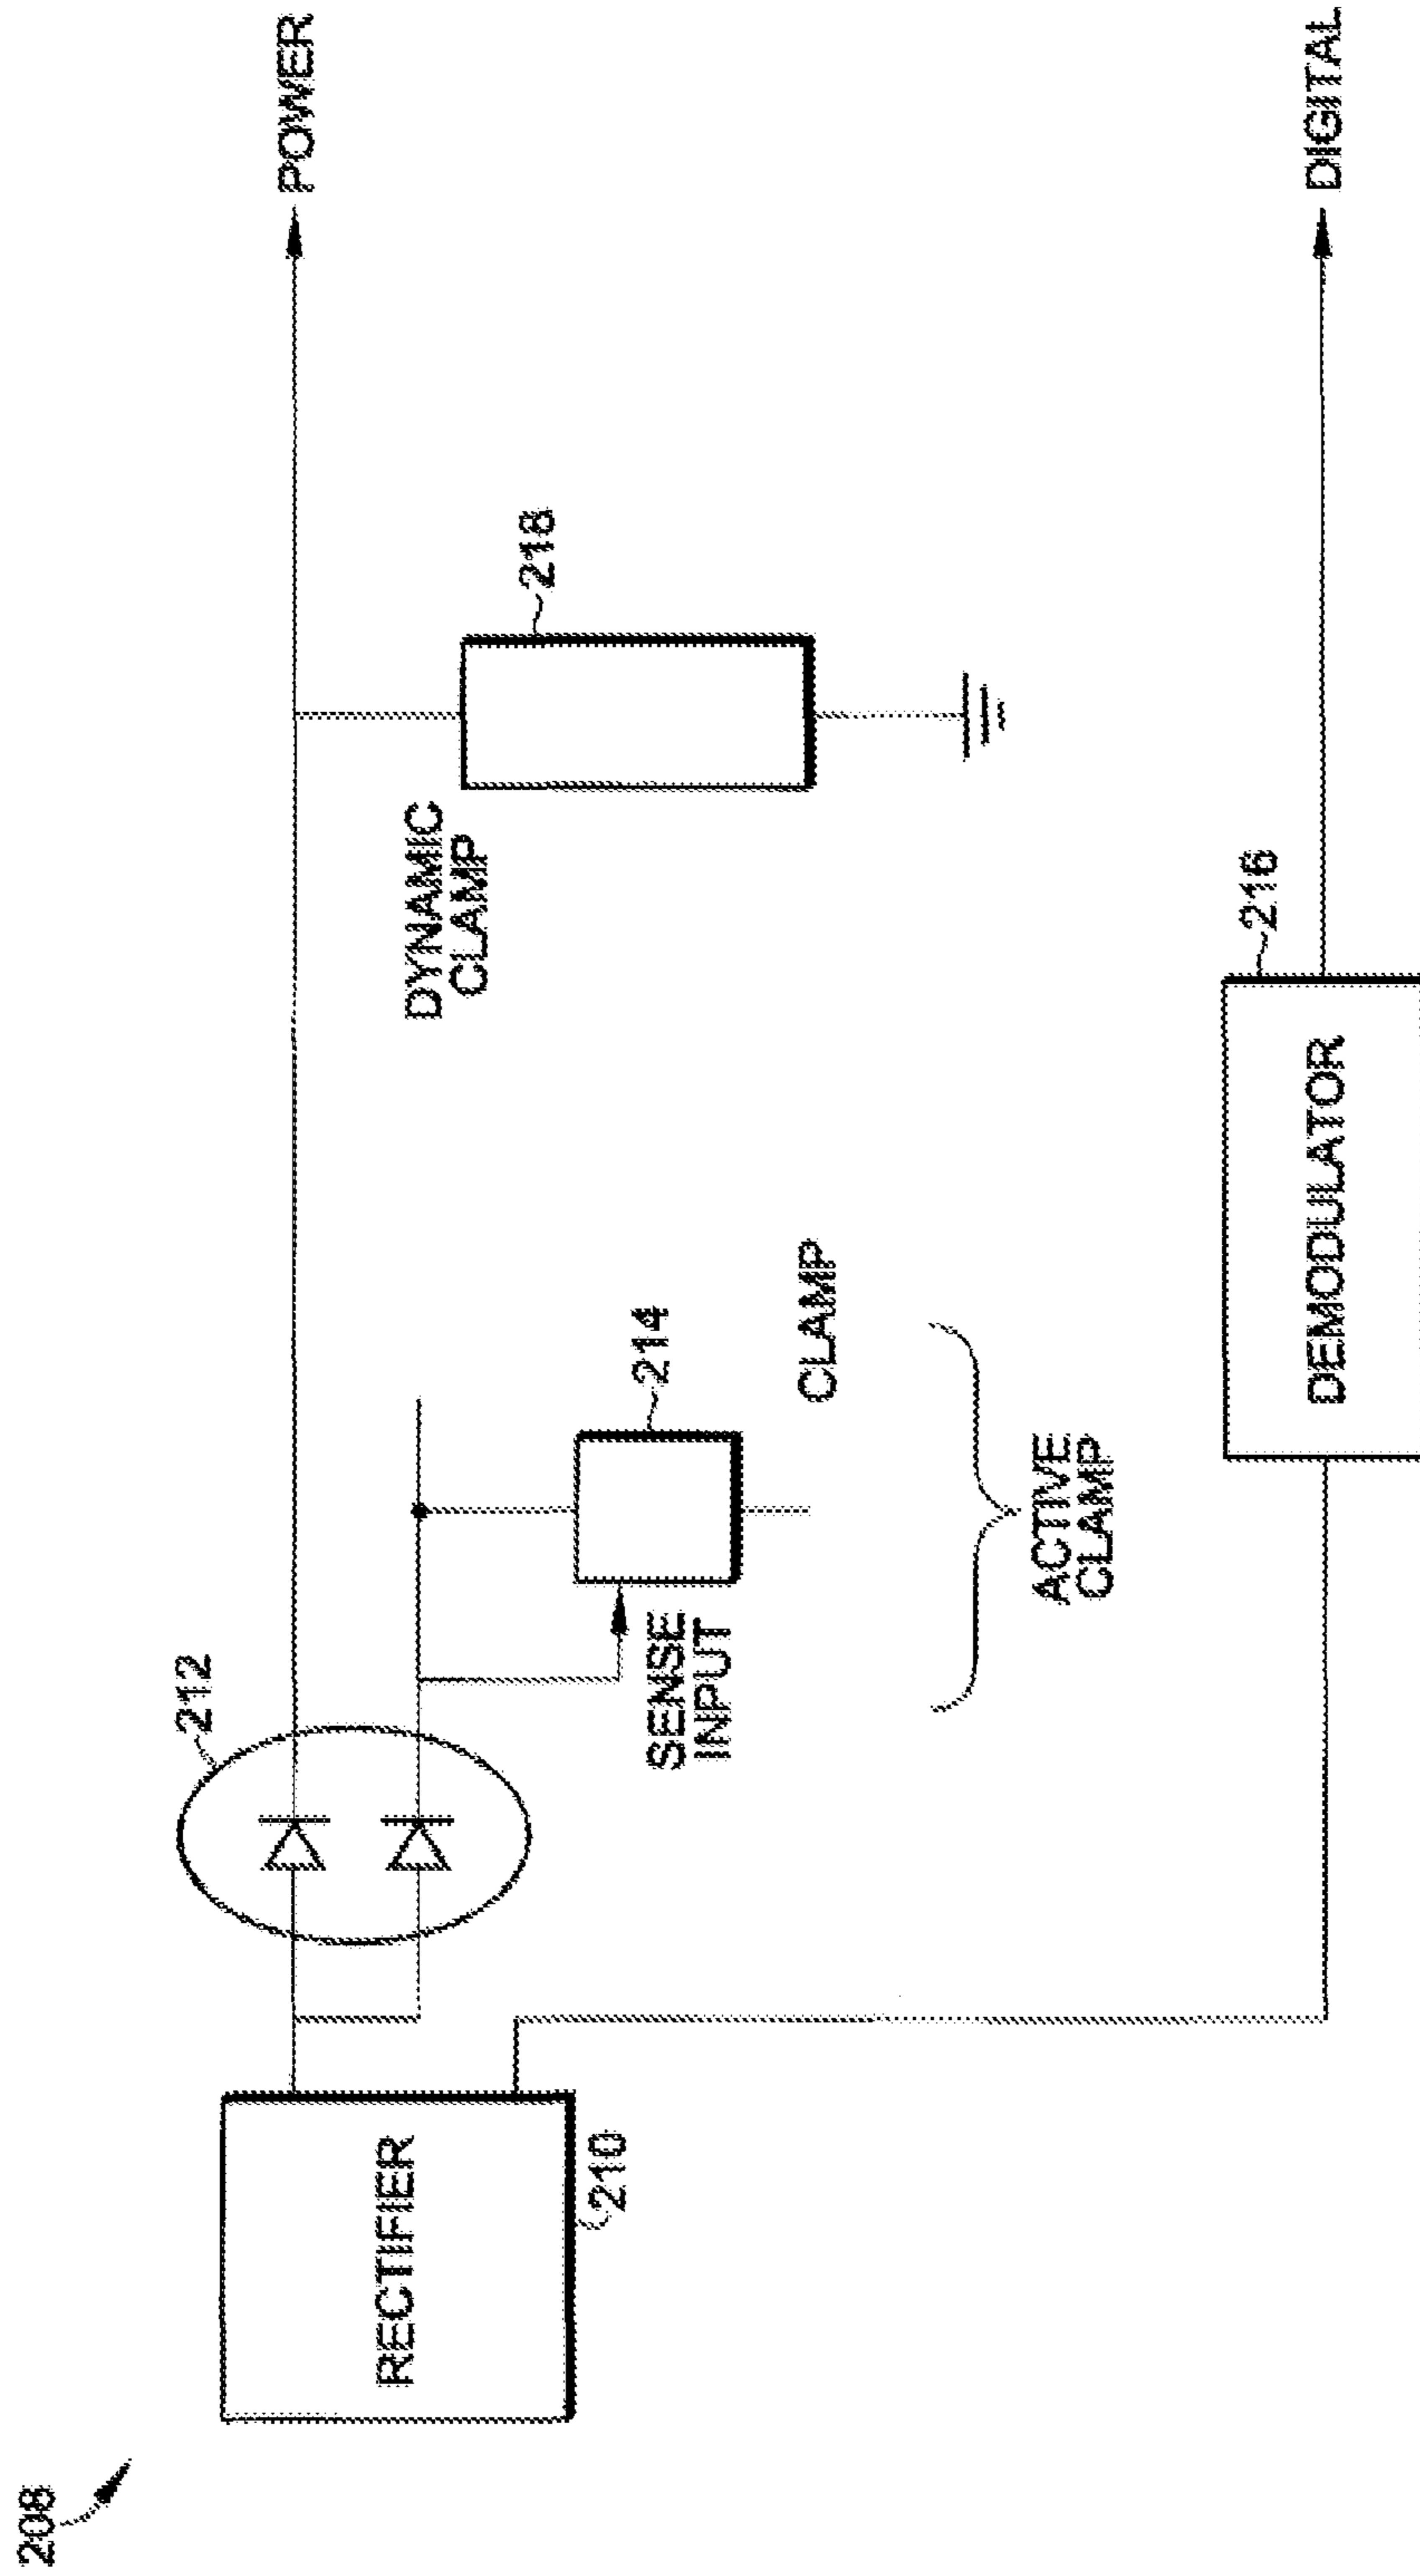 208
RECTIFIER
210
212
SENSE
INPUT
214
CLAMP
ACTIVE
CLAMP
DYNAMIC
CLAMP
218
POWER
DEMODULATOR
216
DIGITAL